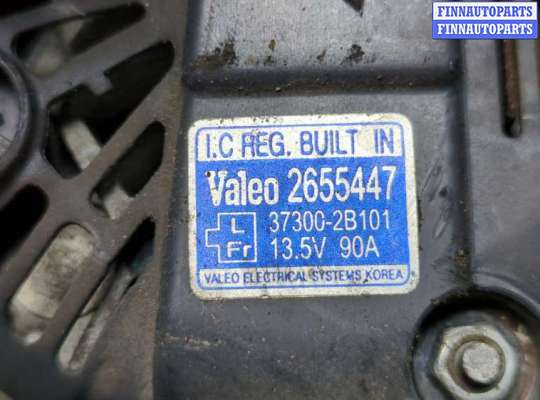 FINNAUTOPARTS
FINNAUTOPARTS
I.C REG. BUILT IN
Valeo 2655447
L 37300-2B101
Fr 13.5V 90A
VALEO ELECTRICAL SYSTEMS KOREA